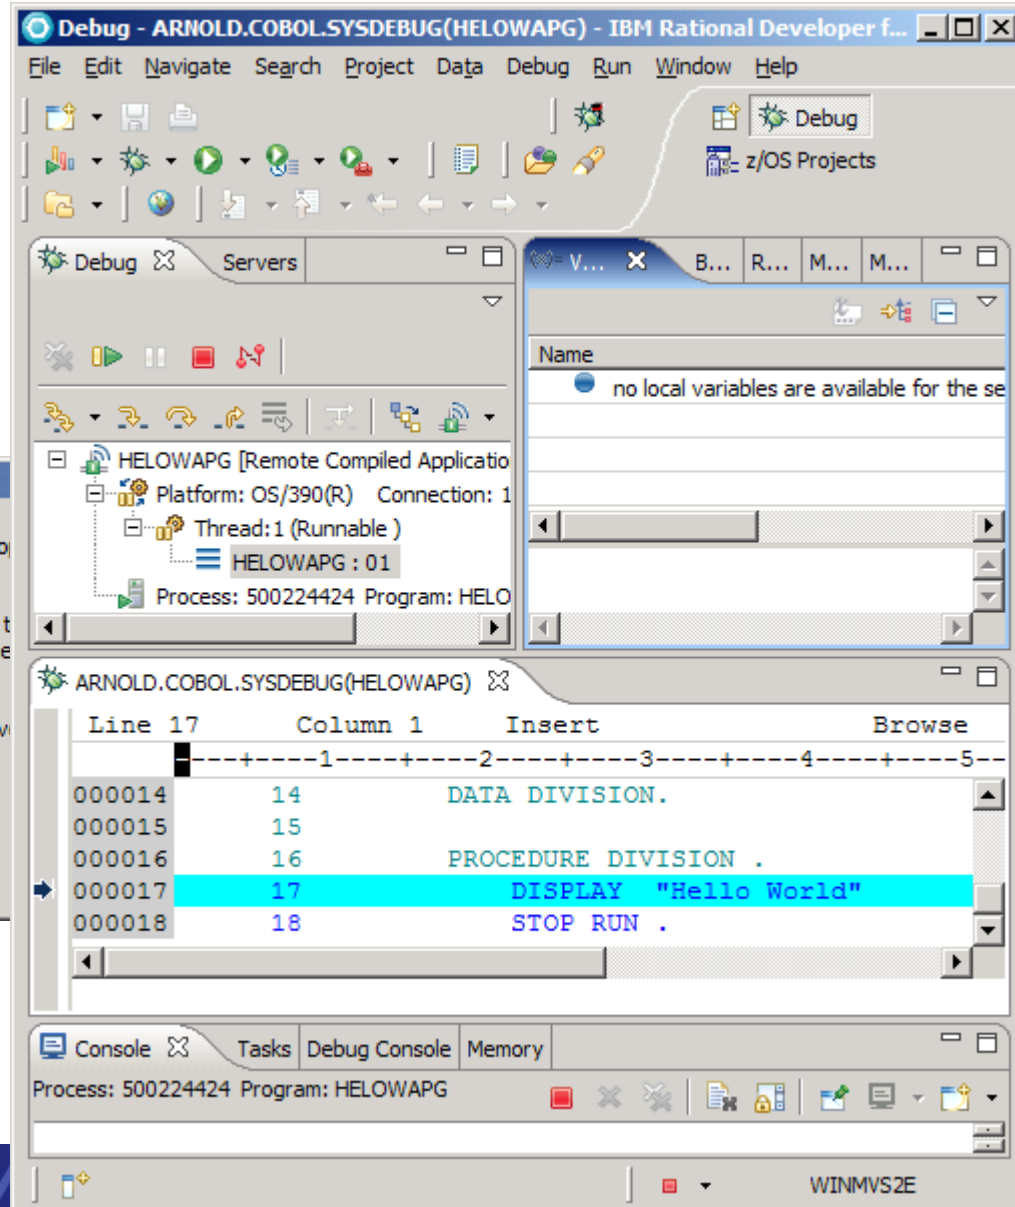 Debug - ARNOLD.COBOL.SYSDEBUG(HELOWAPG) - IBM Rational Developer f...
File Edit Navigate Search Project Data Debug Run Window Help
Debug
z/OS Projects
Debug Servers
V... B... R... M... M...
Name
no local variables are available for the se
HELOWAPG [Remote Compiled Applicatio
Platform: OS/390(R) Connection: 1
Thread:1 (Runnable )
HELOWAPG : 01
Process: 500224424 Program: HELO
ARNOLD.COBOL.SYSDEBUG(HELOWAPG)
Line 17 Column 1 Insert Browse
----+----1----+----2----+----3----+----4----+----5--
000014 14 DATA DIVISION.
000015 15
000016 16 PROCEDURE DIVISION .
000017 17 DISPLAY "Hello World"
000018 18 STOP RUN .
Console Tasks Debug Console Memory
Process: 500224424 Program: HELOWAPG
WINMVS2E